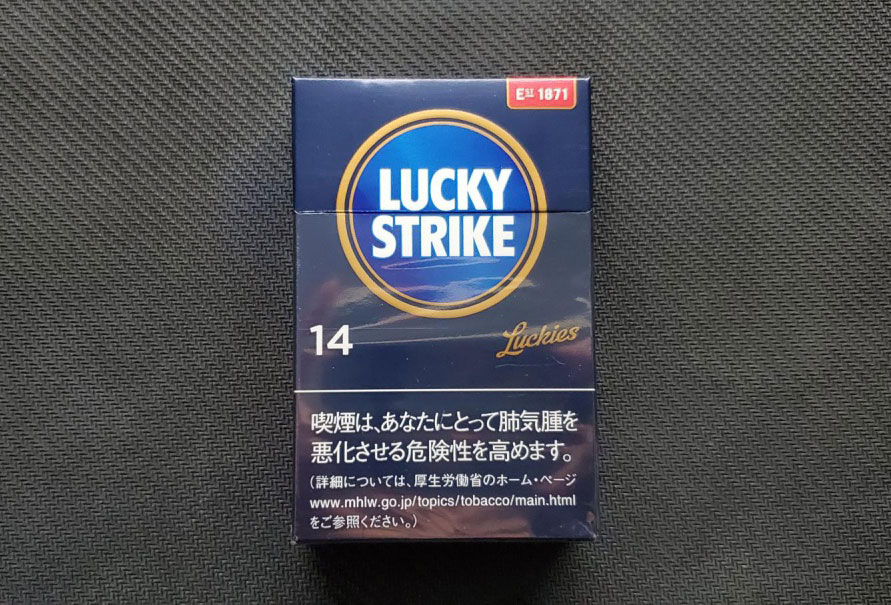 EST 1871
LUCKY
STRIKE
14
Luckies
喫煙は、あなたにとって肺気腫を
悪化させる危険性を高めます。
(詳細については、厚生労働省のホーム・ページ
www.mhlw.go.jp/topics/tobacco/main.html
をご参照ください。)